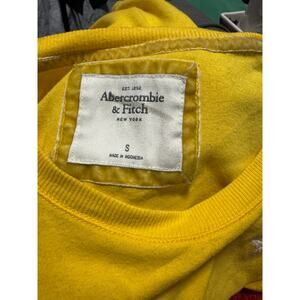 EST. 1892
Abercrombie
& Fitch
NEW YORK
S
MADE IN INDONESIA